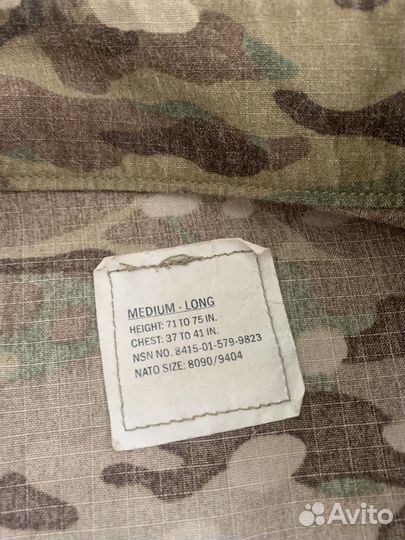 MEDIUM - LONG
HEIGHT: 71 TO 75 IN.
CHEST: 37 TO 41 IN.
NSN NO. 8415-01-579-9823
NATO SIZE: 8090/9404
Avito